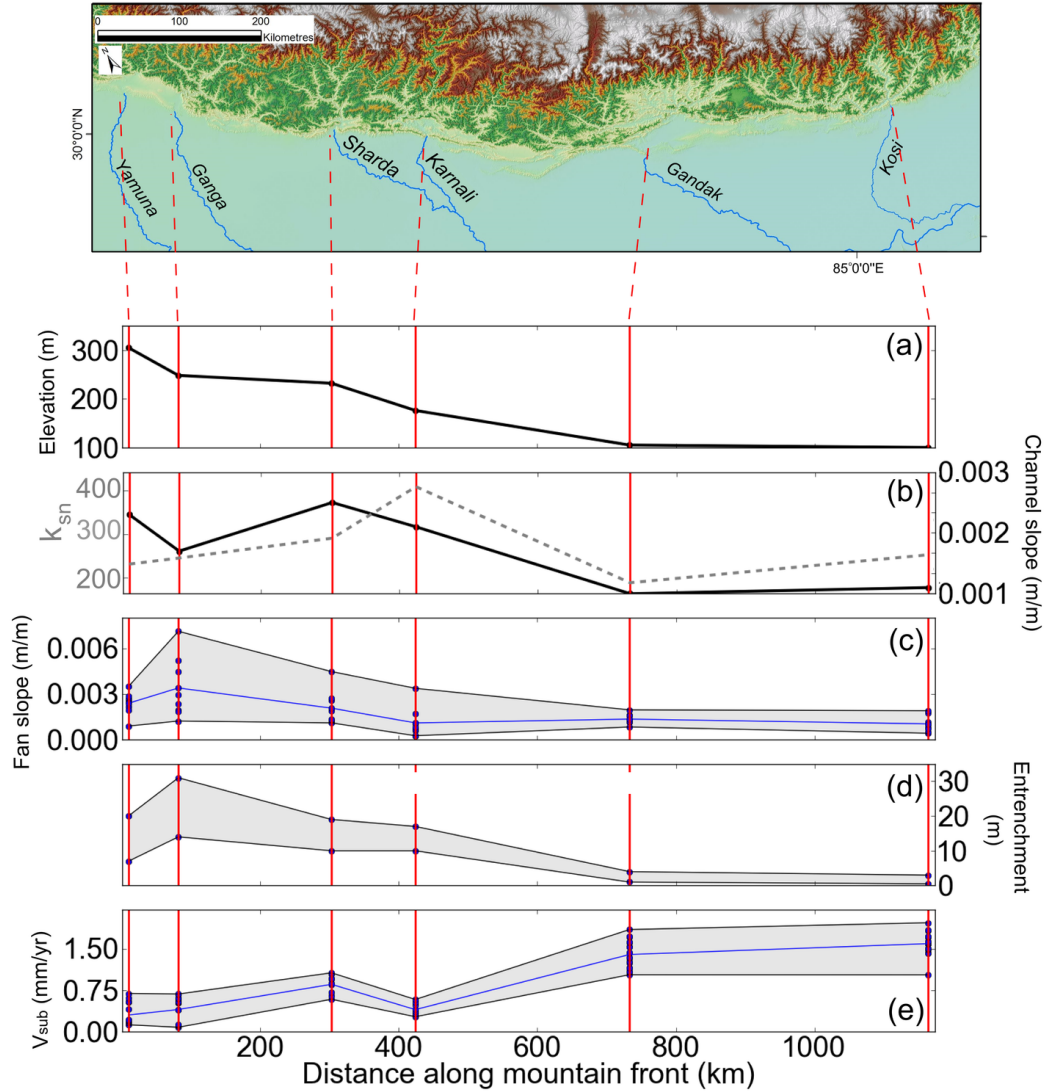 0 100 200
Kilometres
N
30°0'0"N
Yamuna
Ganga
Sharda
Karnali
Gandak
Kosi
85°0'0"E
(a)
Elevation (m)
300
200
100
(b)
ksn
400
300
200
Channel slope (m/m)
0.003
0.002
0.001
(c)
Fan slope (m/m)
0.006
0.003
0.000
(d)
Entrenchment
(m)
30
20
10
0
(e)
Vsub (mm/yr)
1.50
0.75
0.00
200 400 600 800 1000
Distance along mountain front (km)